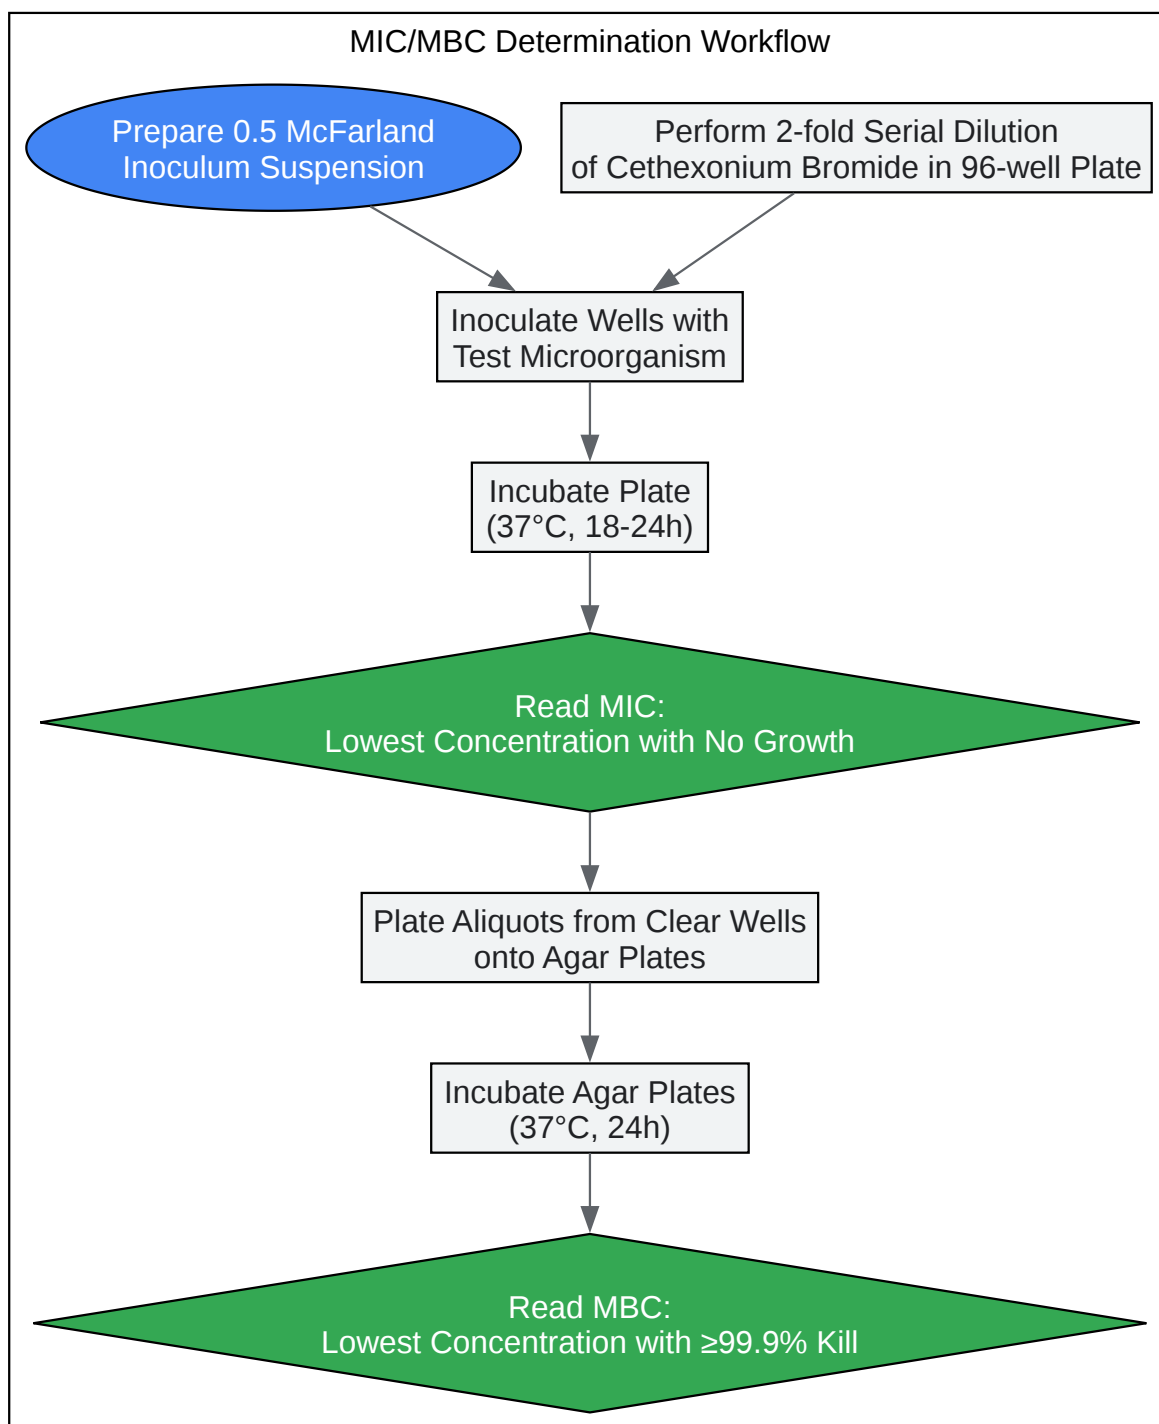 MIC/MBC Determination Workflow
Prepare 0.5 McFarland
Inoculum Suspension
Perform 2-fold Serial Dilution
of Cethexonium Bromide in 96-well Plate
Inoculate Wells with
Test Microorganism
Incubate Plate
(37°C, 18-24h)
Read MIC:
Lowest Concentration with No Growth
Plate Aliquots from Clear Wells
onto Agar Plates
Incubate Agar Plates
(37°C, 24h)
Read MBC:
Lowest Concentration with ≥99.9% Kill